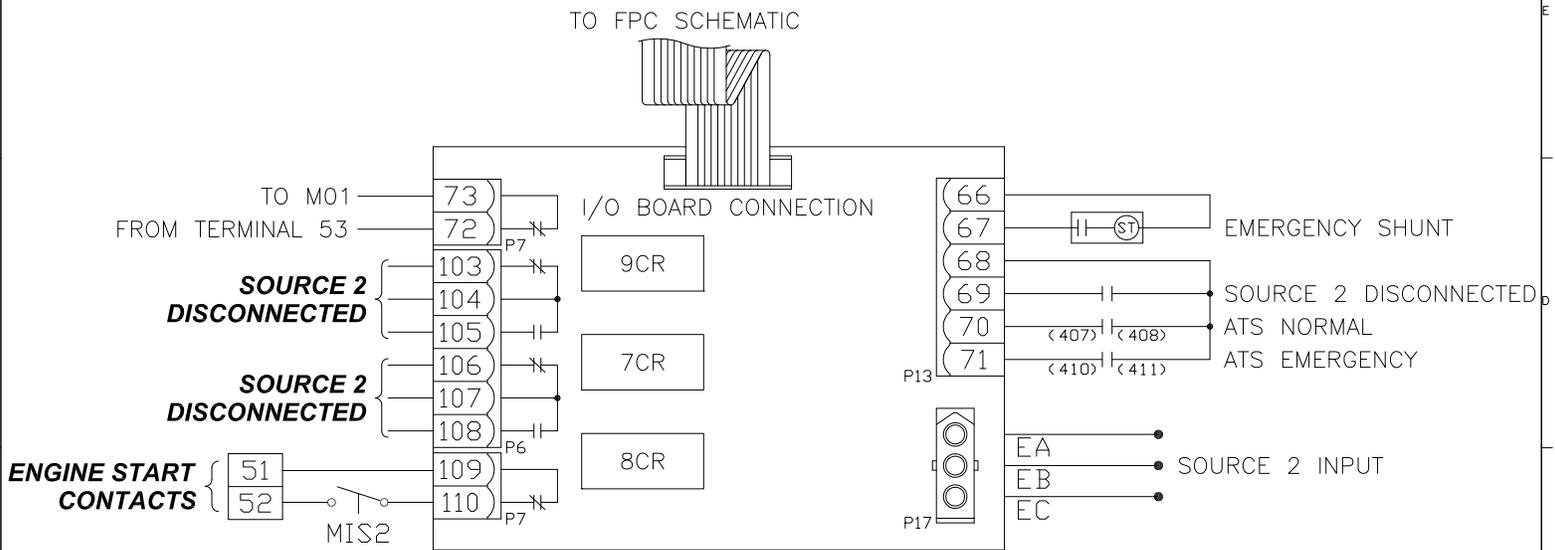 TO FPC SCHEMATIC
E
TO M01
73
I/O BOARD CONNECTION
66
FROM TERMINAL 53
72
P7
67
ST
EMERGENCY SHUNT
SOURCE 2
DISCONNECTED
103
104
105
9CR
68
69
SOURCE 2 DISCONNECTED
D
70
(407)
(408)
ATS NORMAL
71
(410)
(411)
ATS EMERGENCY
P13
SOURCE 2
DISCONNECTED
106
107
108
P6
7CR
8CR
ENGINE START
CONTACTS
51
52
MIS2
109
110
P7
EA
EB
EC
SOURCE 2 INPUT
P17